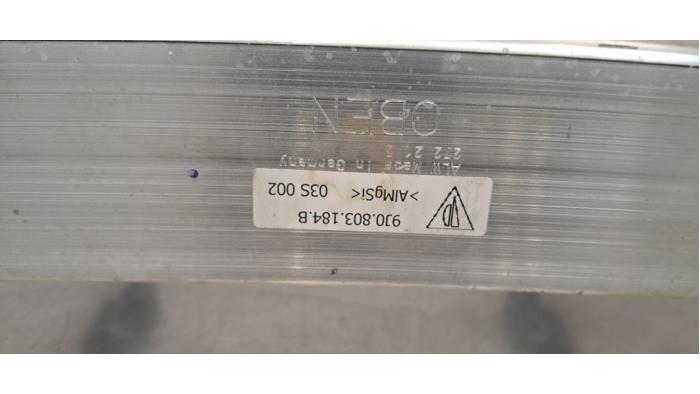 9J0.803.184.B
>AlMgSi< 03S 002
ALW Made in Germany
OBEN